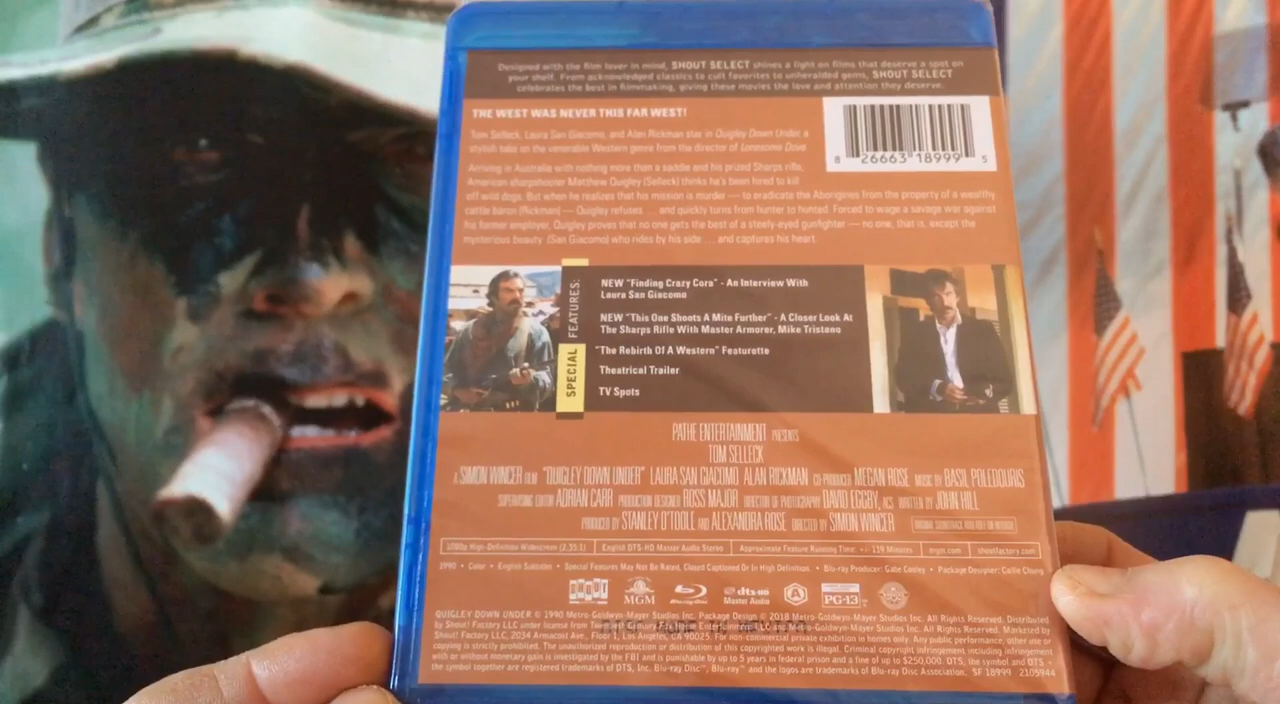 Designed with the film lover in mind, SHOUT SELECT shines a light on films that deserve a spot on
your shelf. From acknowledged classics to cult favorites to unheralded gems, SHOUT SELECT
celebrates the best in filmmaking, giving these movies the love and attention they deserve.
THE WEST WAS NEVER THIS FAR WEST!
Tom Selleck, Laura San Giacomo, and Alan Rickman star in Quigley Down Under, a
stylish take on the venerable Western genre from the director of Lonesome Dove.
8 26663 18999 5
Arriving in Australia with nothing more than a saddle and his prized Sharps rifle,
American sharpshooter Matthew Quigley (Selleck) thinks he's been hired to kill
off wild dogs. But when he realizes that his mission is murder — to eradicate the Aborigines from the property of a wealthy
cattle baron (Rickman) — Quigley refuses ... and quickly turns from hunter to hunted. Forced to wage a savage war against
his former employer, Quigley proves that no one gets the best of a steely-eyed gunfighter — no one, that is, except the
mysterious beauty (San Giacomo) who rides by his side ... and captures his heart.
SPECIAL FEATURES:
NEW "Finding Crazy Cora" - An Interview With
Laura San Giacomo
NEW "This One Shoots A Mite Further" - A Closer Look At
The Sharps Rifle With Master Armorer, Mike Tristano
"The Rebirth Of A Western" Featurette
Theatrical Trailer
TV Spots
PATHE ENTERTAINMENT PRESENTS
TOM SELLECK
A SIMON WINCER FILM "QUIGLEY DOWN UNDER" LAURA SAN GIACOMO ALAN RICKMAN CO-PRODUCER MEGAN ROSE MUSIC BY BASIL POLEDOURIS
SUPERVISING EDITOR ADRIAN CARR PRODUCTION DESIGNER ROSS MAJOR DIRECTOR OF PHOTOGRAPHY DAVID EGGBY, ACS WRITTEN BY JOHN HILL
PRODUCED BY STANLEY O'TOOLE AND ALEXANDRA ROSE DIRECTED BY SIMON WINCER
1080p High-Definition Widescreen (2.35:1) English DTS-HD Master Audio Stereo Approximate Feature Running Time: +/- 119 Minutes mgm.com shoutfactory.com
1990 • Color • English Subtitles • Special Features May Not Be Rated, Closed Captioned Or In High Definition. • Blu-ray Producer: Gate Conley • Package Designer: Callie Chung
SHOUT MGM Blu-ray Disc dts-HD Master Audio A PG-13
QUIGLEY DOWN UNDER © 1990 Metro-Goldwyn-Mayer Studios Inc. Package Design © 2018 Metro-Goldwyn-Mayer Studios Inc. All Rights Reserved. Distributed
by Shout! Factory LLC under license from Twentieth Century Fox Home Entertainment LLC and Metro-Goldwyn-Mayer Studios Inc. All Rights Reserved. Marketed by
Shout! Factory LLC, 2034 Armacost Ave., Floor 1, Los Angeles, CA 90025. For non-commercial private exhibition in homes only. Any public performance, other use or
copying is strictly prohibited. The unauthorized reproduction or distribution of this copyrighted work is illegal. Criminal copyright infringement including infringement
with or without monetary gain is investigated by the FBI and is punishable by up to 5 years in federal prison and a fine of up to $250,000. DTS, the symbol and DTS +
the symbol together are registered trademarks of DTS, Inc. Blu-ray Disc™, Blu-ray™ and the logos are trademarks of Blu-ray Disc Association. SF 18999 2105944